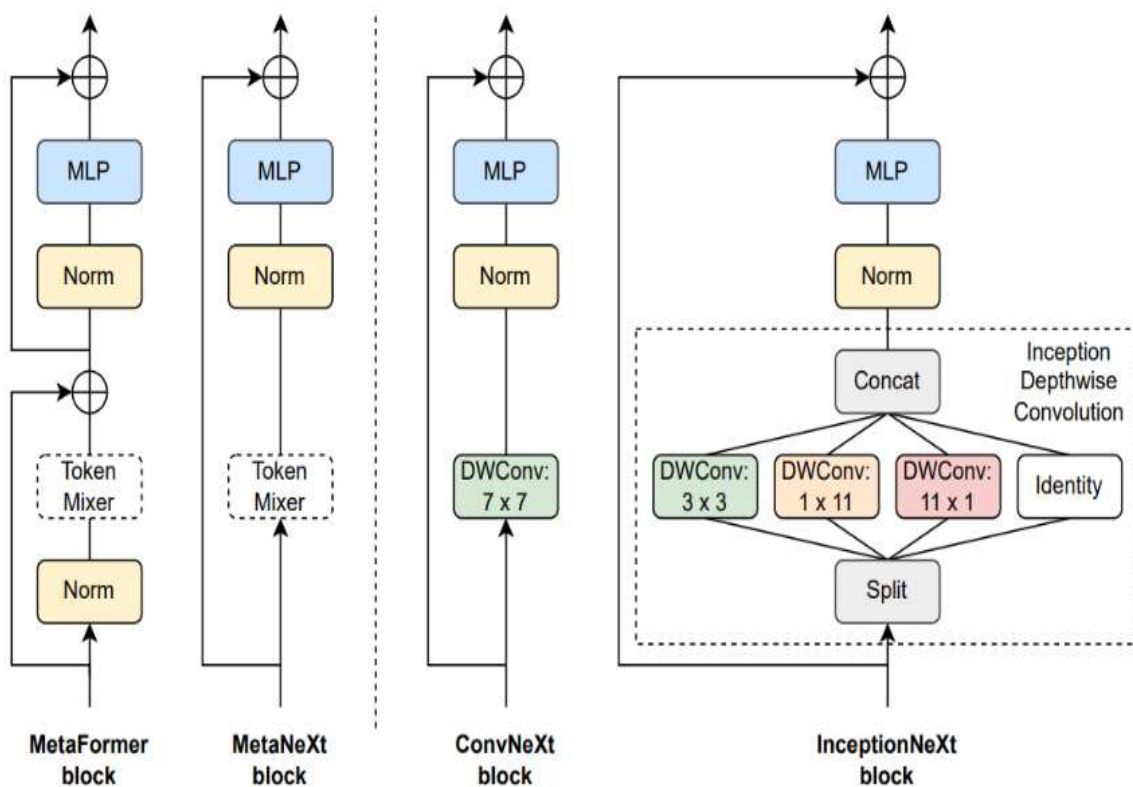 MLP
Norm
Token
Mixer
Norm
MetaFormer
block
MLP
Norm
Token
Mixer
MetaNeXt
block
MLP
Norm
DWConv:
7 x 7
ConvNeXt
block
MLP
Norm
Inception
Depthwise
Convolution
Concat
DWConv:
3 x 3
DWConv:
1 x 11
DWConv:
11 x 1
Identity
Split
InceptionNeXt
block